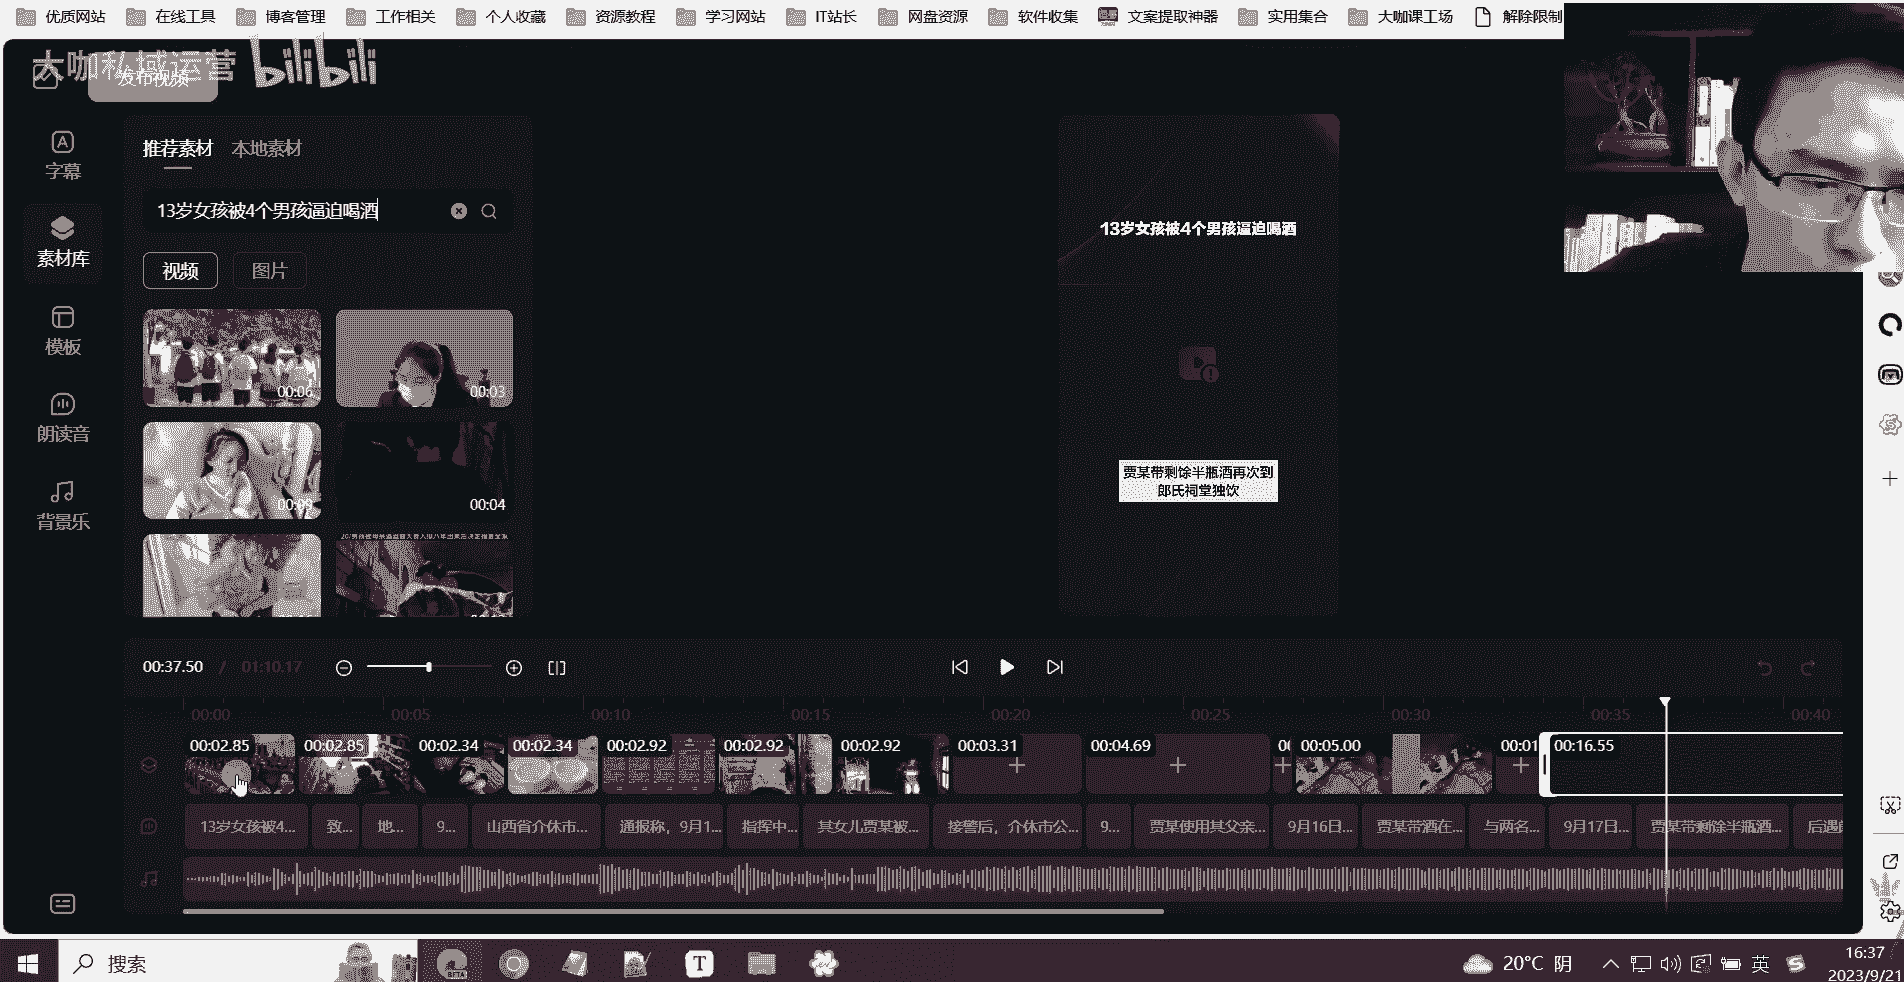 优质网站 在线工具 博客管理 工作相关 个人收藏 资源教程 学习网站 IT站长 网盘资源 软件收集 文案提取神器 实用集合 大咖课工场 解除限制
大咖私域运营 bilibili
发布视频
字幕
素材库
模板
朗读音
背景乐
推荐素材 本地素材
13岁女孩被4个男孩逼迫喝酒
视频 图片
00:06 00:03
00:09 00:04
13岁女孩被4个男孩逼迫喝酒
贾某带剩馀半瓶酒再次到
郎氏祠堂独饮
00:37.50 / 01:10.17
00:00 00:05 00:10 00:15 00:20 00:25 00:30 00:35 00:40
00:02.85 00:02.85 00:02.34 00:02.34 00:02.92 00:02.92 00:02.92 00:03.31 00:04.69 0( 00:05.00 00:01 00:16.55
13岁女孩被4... 致... 地... 9... 山西省介休市... 通报称，9月1... 指挥中... 其女儿贾某被... 接警后，介休市公... 9... 贾某使用其父亲... 9月16日... 贾某带酒在... 与两名... 9月17日... 贾某带剩馀半瓶酒... 后遇
搜索
BETA
T
20°C 阴
英
S
16:37
2023/9/21